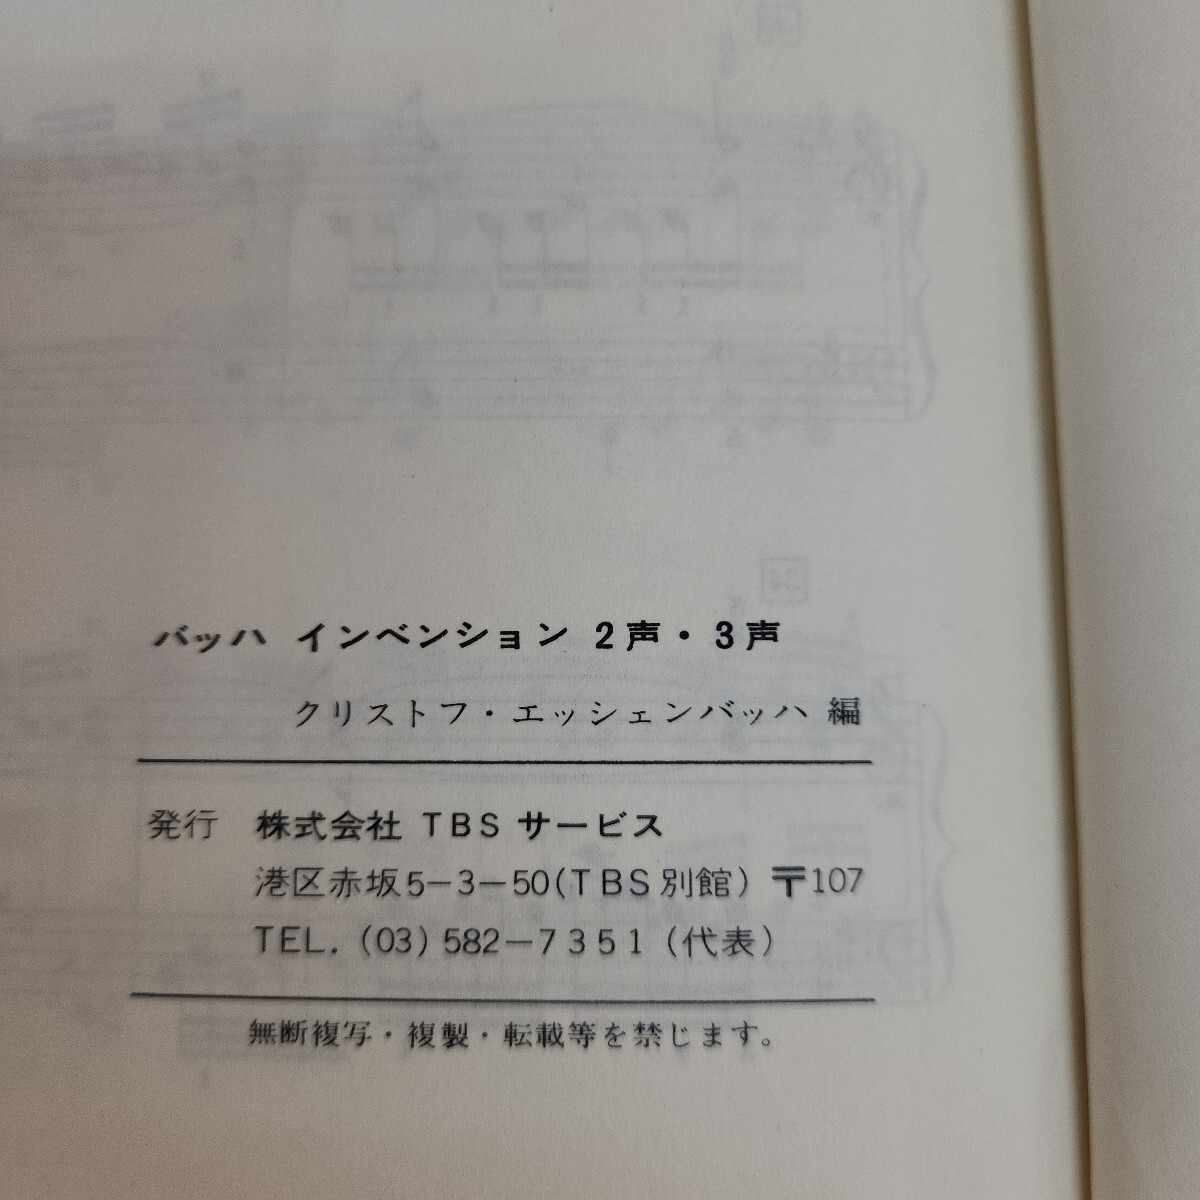 バッハ インベンション 2声・3声
クリストフ・エッシェンバッハ 編
発行 株式会社 TBS サービス
港区赤坂5-3-50(TBS別館) 〒107
TEL. (03) 582-7351 (代表)
無断複写・複製・転載等を禁じます。